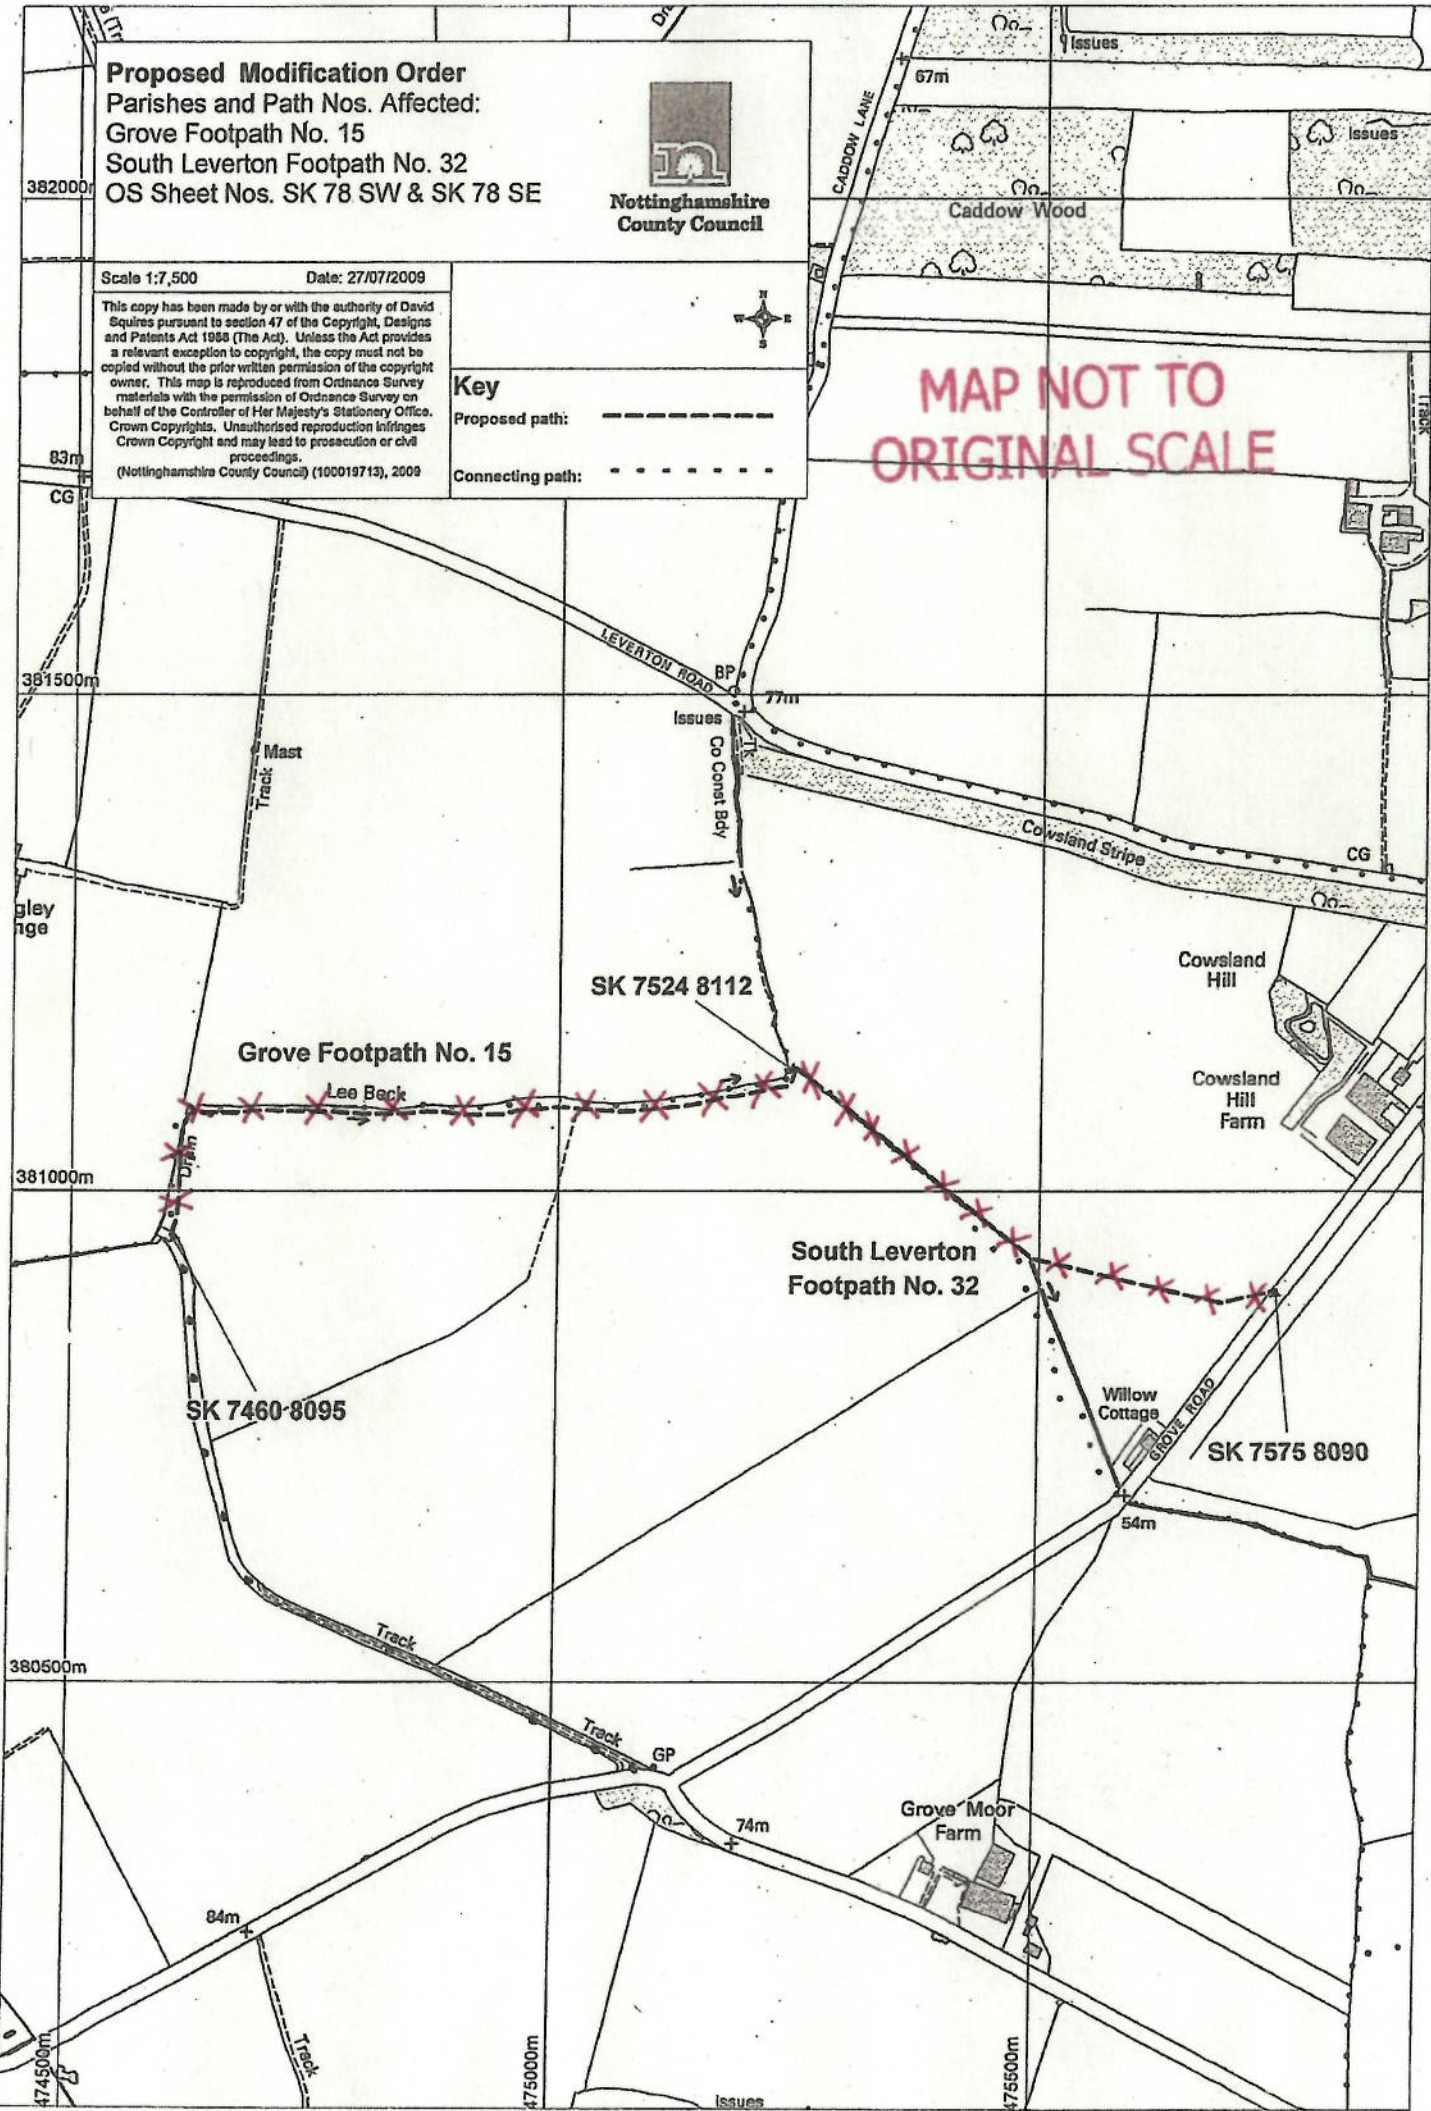 Proposed Modification Order
Parishes and Path Nos. Affected:
Grove Footpath No. 15
South Leverton Footpath No. 32
OS Sheet Nos. SK 78 SW & SK 78 SE
Nottinghamshire
County Council
Scale 1:7,500
Date: 27/07/2009
This copy has been made by or with the authority of David
Squires pursuant to section 47 of the Copyright, Designs
and Patents Act 1988 (The Act). Unless the Act provides
a relevant exception to copyright, the copy must not be
copied without the prior written permission of the copyright
owner. This map is reproduced from Ordnance Survey
materials with the permission of Ordnance Survey on
behalf of the Controller of Her Majesty's Stationery Office.
Crown Copyrights. Unauthorised reproduction infringes
Crown Copyright and may lead to prosecution or civil
proceedings.
(Nottinghamshire County Council) (100019713), 2009
N
W E
S
Key
Proposed path:
Connecting path:
MAP NOT TO
ORIGINAL SCALE
Issues
67m
CADDOW LANE
Issues
382000m
Caddow Wood
Track
83m
CG
LEVERTON ROAD
BP
77m
381500m
Issues
Tk
Co Const Bdy
Mast
Track
Cowsland Stripe
CG
gley
nge
Cowsland
Hill
SK 7524 8112
Grove Footpath No. 15
Lee Beck
Cowsland
Hill
Farm
Drain
381000m
South Leverton
Footpath No. 32
SK 7460 8095
Willow
Cottage
GROVE ROAD
SK 7575 8090
54m
Track
380500m
Track
GP
74m
Grove Moor
Farm
84m
Track
474500m
475000m
475500m
Issues